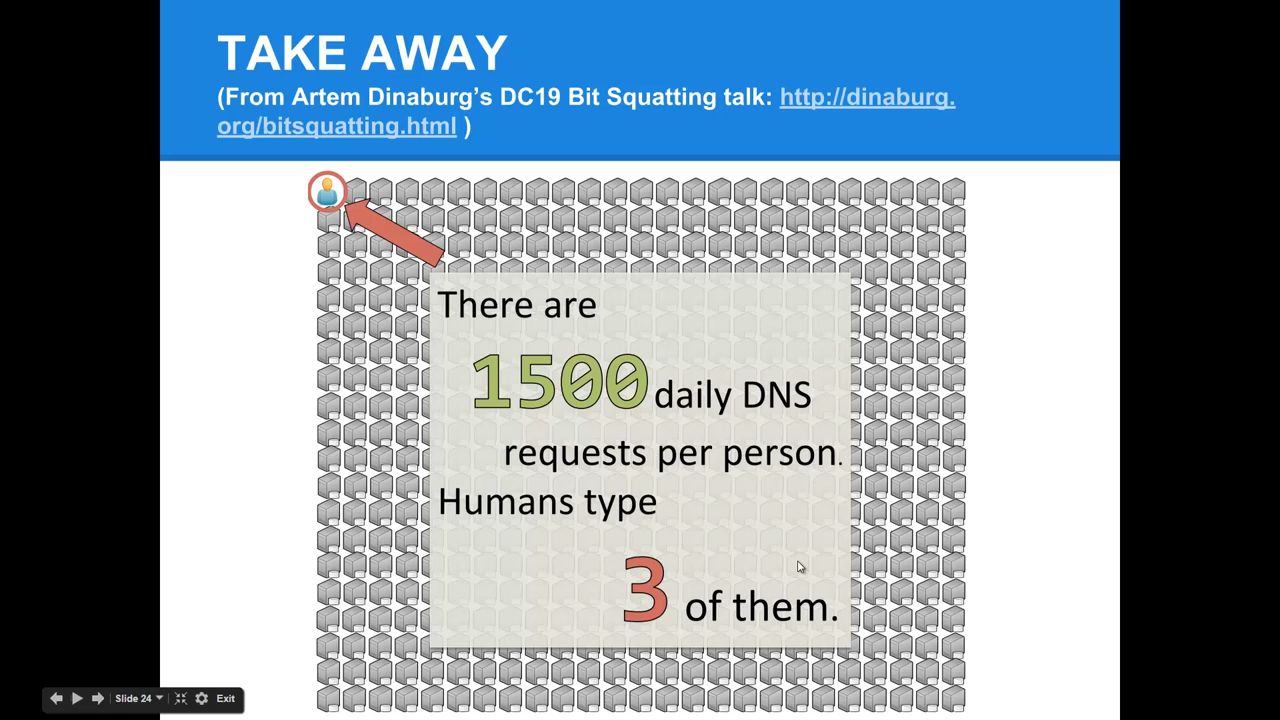 TAKE AWAY
(From Artem Dinaburg’s DC19 Bit Squatting talk: http://dinaburg.
org/bitsquatting.html )
There are
1500 daily DNS
requests per person.
Humans type
3 of them.
Slide 24 Exit